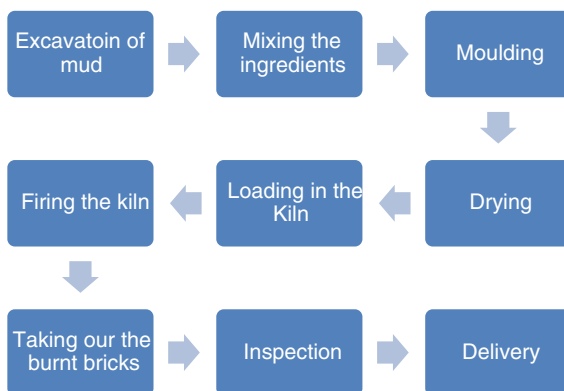 Excavatoin of
mud
Mixing the
ingredients
Moulding
Drying
Loading in the
Kiln
Firing the kiln
Taking our the
burnt bricks
Inspection
Delivery